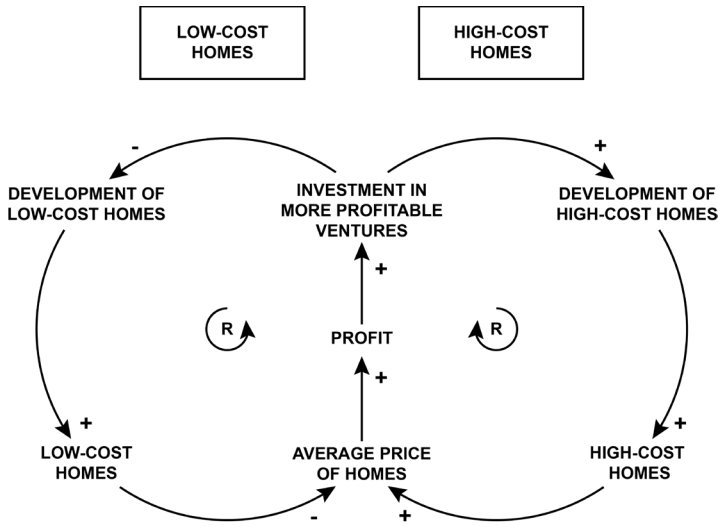 LOW-COST
HOMES
HIGH-COST
HOMES
-
+
DEVELOPMENT OF
LOW-COST HOMES
INVESTMENT IN
MORE PROFITABLE
VENTURES
DEVELOPMENT OF
HIGH-COST HOMES
+
R
PROFIT
R
+
+
+
LOW-COST
HOMES
AVERAGE PRICE
OF HOMES
HIGH-COST
HOMES
-
+